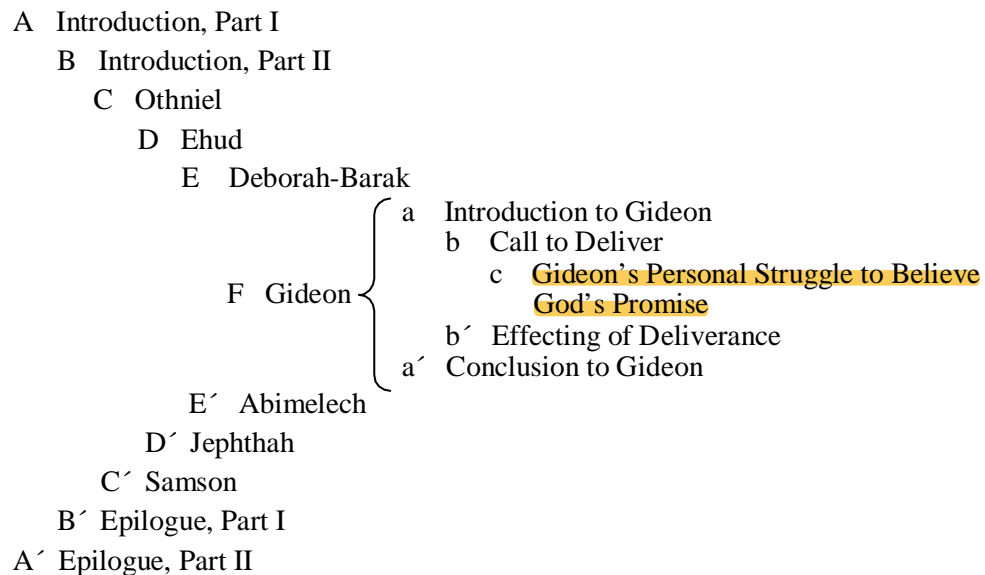 A Introduction, Part I
B Introduction, Part II
C Othniel
D Ehud
E Deborah-Barak
F Gideon
a Introduction to Gideon
b Call to Deliver
c Gideon’s Personal Struggle to Believe
God’s Promise
b´ Effecting of Deliverance
a´ Conclusion to Gideon
E´ Abimelech
D´ Jephthah
C´ Samson
B´ Epilogue, Part I
A´ Epilogue, Part II